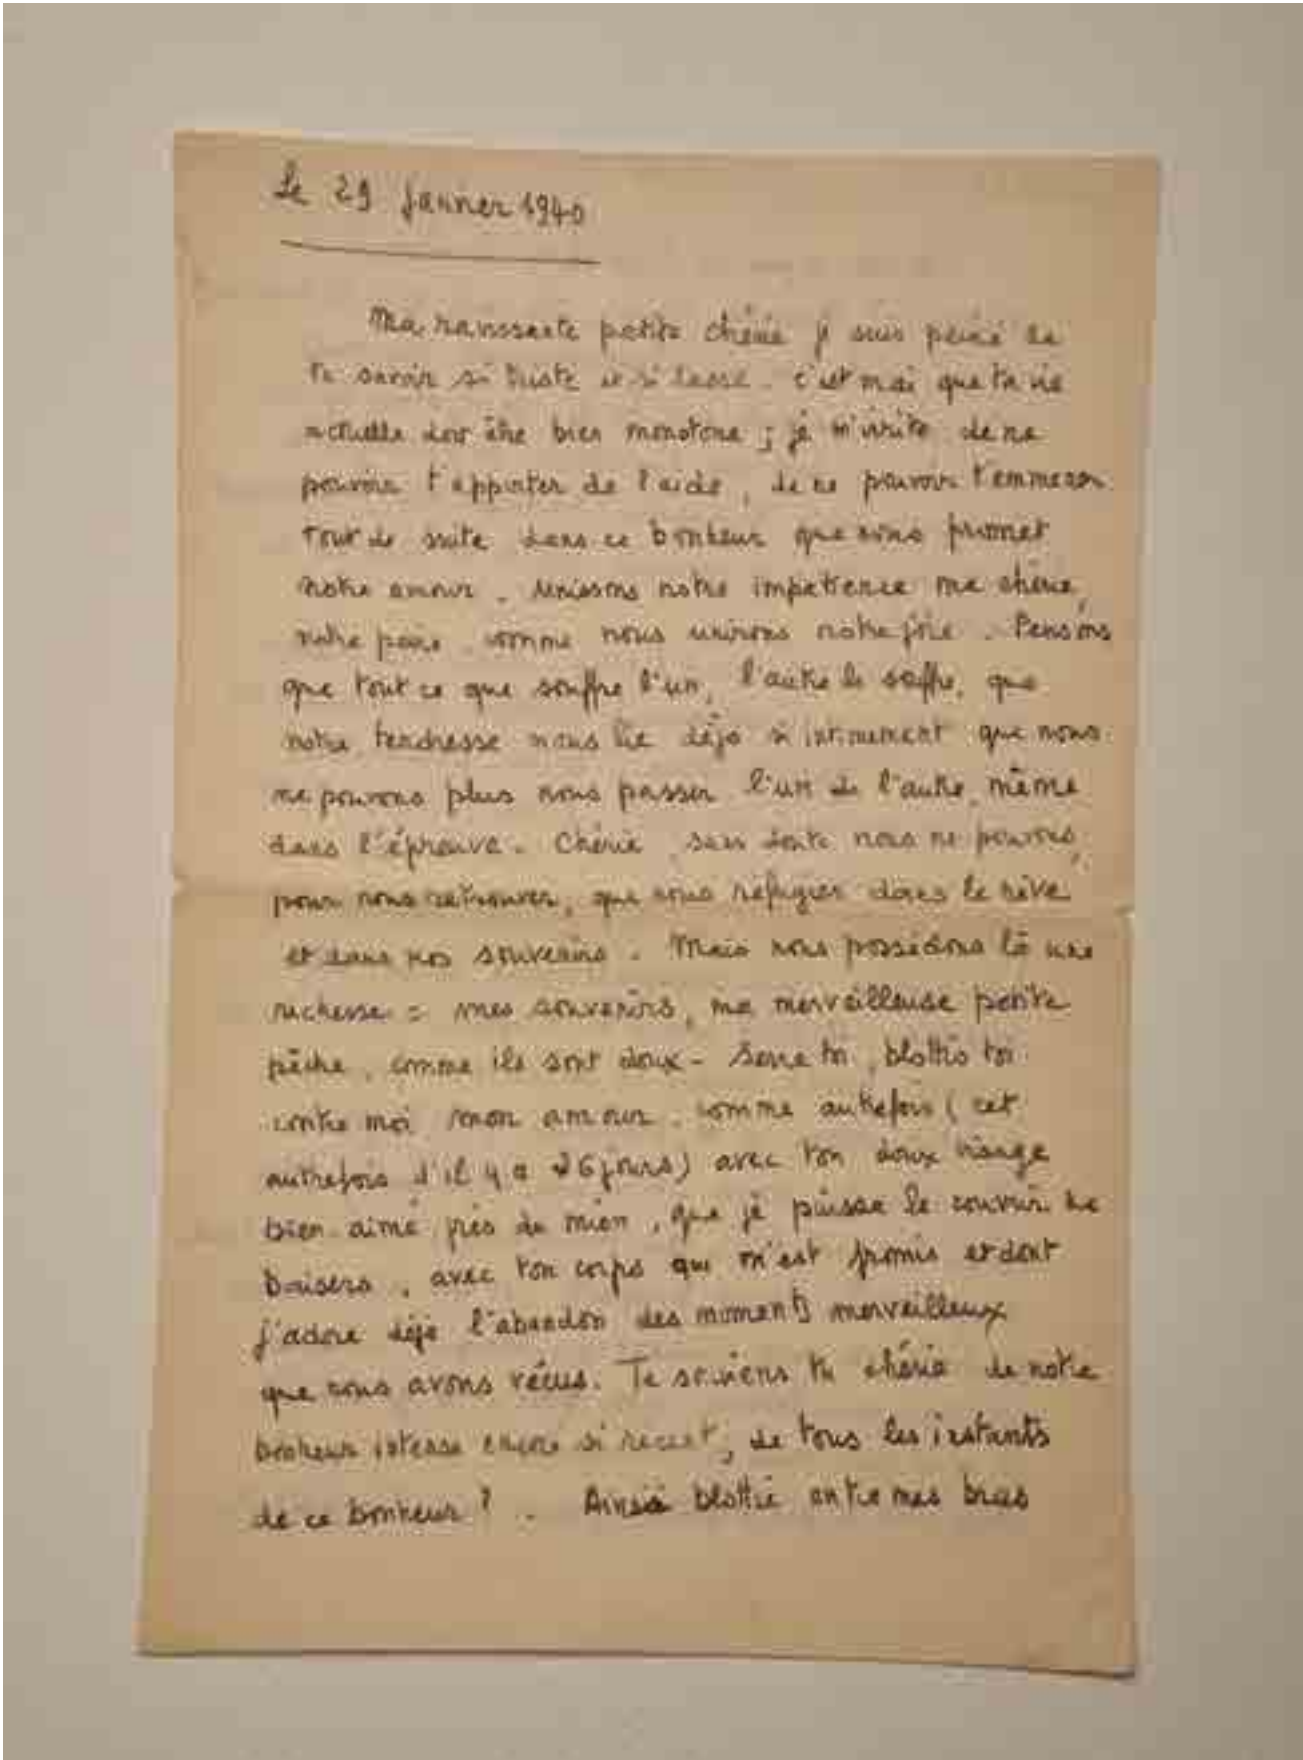 Le 29 Janvier 1940
Ma ravissante petite chérie je suis peiné de
te savoir si triste et si lasse. C'est vrai que ta vie
actuelle doit être bien monotone ; je m'irrite de ne
pouvoir t'apporter de l'aide, de ne pouvoir t'emmener
tout de suite dans ce bonheur que nous promet
notre amour. Unissons notre impatience ma chérie,
notre peine comme nous unirons notre joie. Pensons
que tout ce que souffre l'un, l'autre le souffre, que
notre tendresse nous lie déjà si intimement que nous
ne pouvons plus nous passer l'un de l'autre, même
dans l'épreuve. Chérie, sans doute nous ne pouvons,
pour nous retrouver, que nous réfugier dans le rêve
et dans nos souvenirs. Mais nous possédons là une
richesse : mes souvenirs, ma merveilleuse petite
pêche, comme ils sont doux - Serre toi, blottis toi
contre moi mon amour, comme autrefois (cet
autrefois d'il y a 26 jours) avec ton doux visage
bien aimé près du mien, que je puisse le couvrir de
baisers, avec ton corps qui m'est promis et dont
j'adore déjà l'abandon des moments merveilleux
que nous avons vécus. Te souviens tu chérie de notre
bonheur intense encore si récent, de tous les instants
de ce bonheur ? . Ainsi blottie entre mes bras